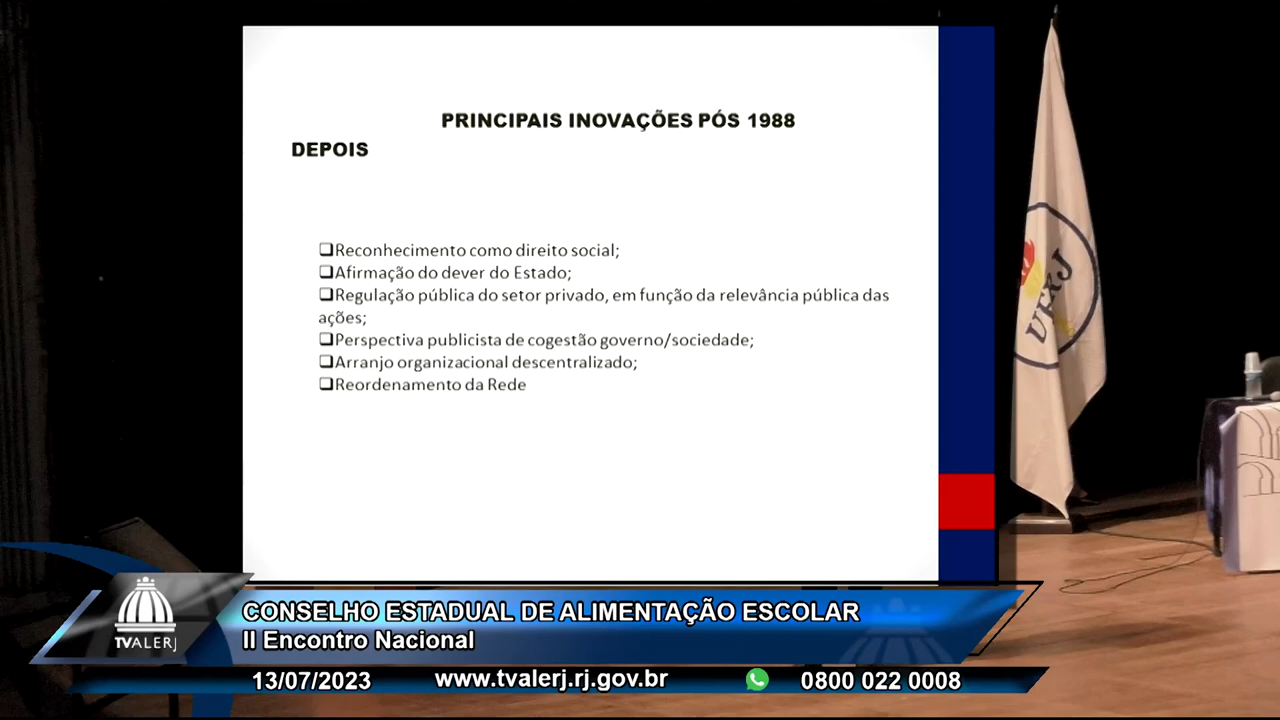 PRINCIPAIS INOVAÇÕES PÓS 1988
DEPOIS
Reconhecimento como direito social;
Afirmação do dever do Estado;
Regulação pública do setor privado, em função da relevância pública das
ações;
Perspectiva publicista de cogestão governo/sociedade;
Arranjo organizacional descentralizado;
Reordenamento da Rede
UERJ
TVALERJ
CONSELHO ESTADUAL DE ALIMENTAÇÃO ESCOLAR
II Encontro Nacional
13/07/2023 www.tvalerj.rj.gov.br 0800 022 0008